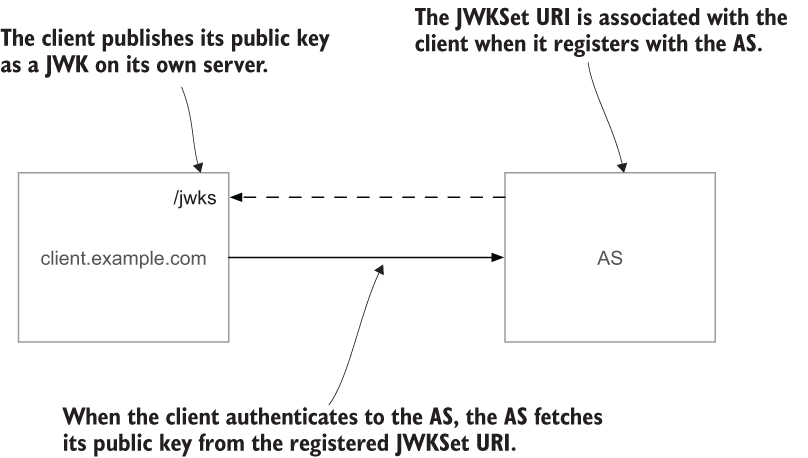 The client publishes its public key
as a JWK on its own server.
The JWKSet URI is associated with the
client when it registers with the AS.
/jwks
client.example.com
AS
When the client authenticates to the AS, the AS fetches
its public key from the registered JWKSet URI.